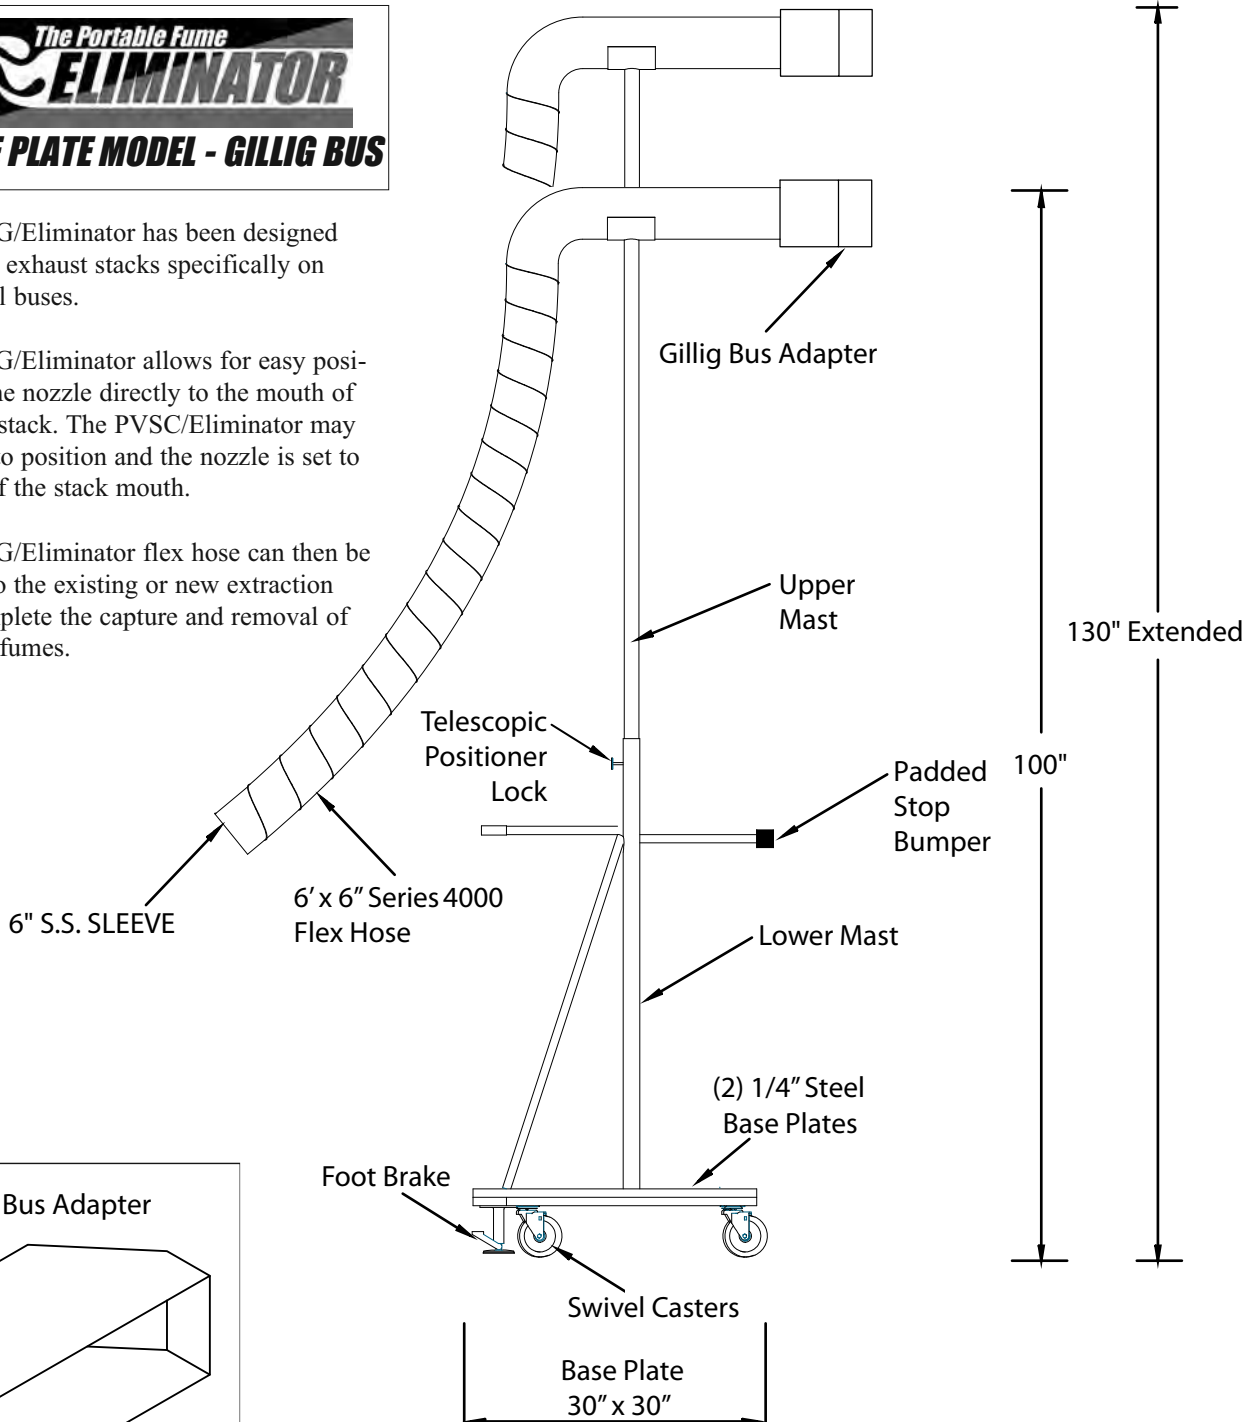 The Portable Fume
ELIMINATOR
PLATE MODEL - GILLIG BUS
G/Eliminator has been designed
exhaust stacks specifically on
buses.
G/Eliminator allows for easy posi-
nozzle directly to the mouth of
stack. The PVSC/Eliminator may
to position and the nozzle is set to
the stack mouth.
G/Eliminator flex hose can then be
the existing or new extraction
the capture and removal of
fumes.
Gillig Bus Adapter
Upper
Mast
130" Extended
Telescopic
Positioner
Lock
100"
Padded
Stop
Bumper
6" S.S. SLEEVE
6’ x 6” Series 4000
Flex Hose
Lower Mast
(2) 1/4” Steel
Base Plates
Foot Brake
Bus Adapter
Swivel Casters
Base Plate
30” x 30”